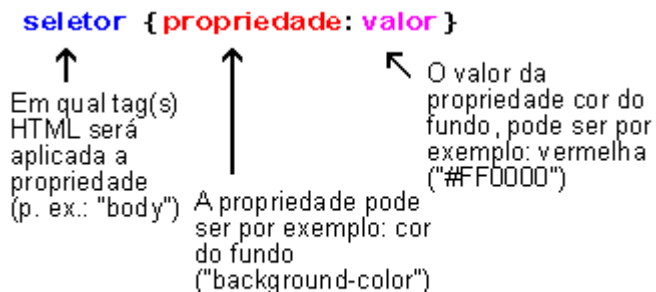 seletor {propriedade: valor}
Em qual tag(s)
HTML será
aplicada a
propriedade
(p. ex.: "body")
A propriedade pode
ser por exemplo: cor
do fundo
("background-color")
O valor da
propriedade cor do
fundo, pode ser por
exemplo: vermelha
("#FF0000")